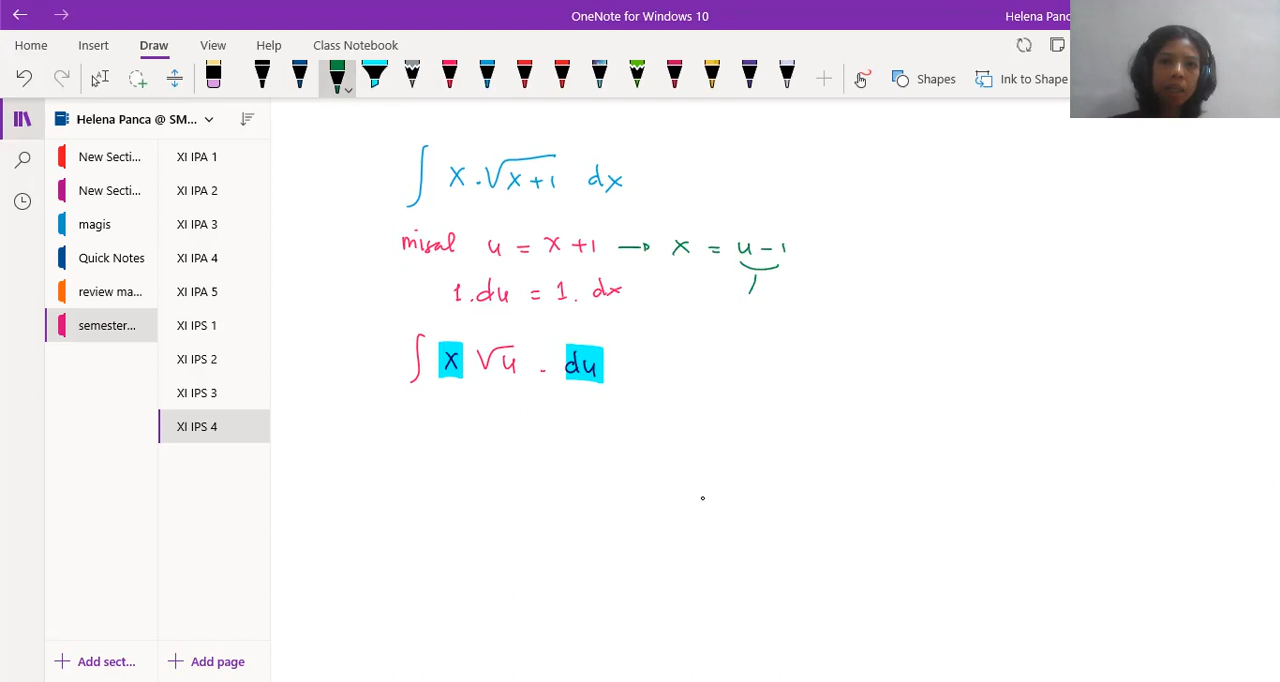 OneNote for Windows 10
Helena Panca
Home Insert Draw View Help Class Notebook
Shapes Ink to Shape
Helena Panca @ SM...
New Secti...
New Secti...
magis
Quick Notes
review ma...
semester...
Add sect...
XI IPA 1
XI IPA 2
XI IPA 3
XI IPA 4
XI IPA 5
XI IPS 1
XI IPS 2
XI IPS 3
XI IPS 4
Add page
∫ x . √(x+1) dx
misal u = x + 1 → x = u - 1
1. du = 1. dx
∫ x √u . du